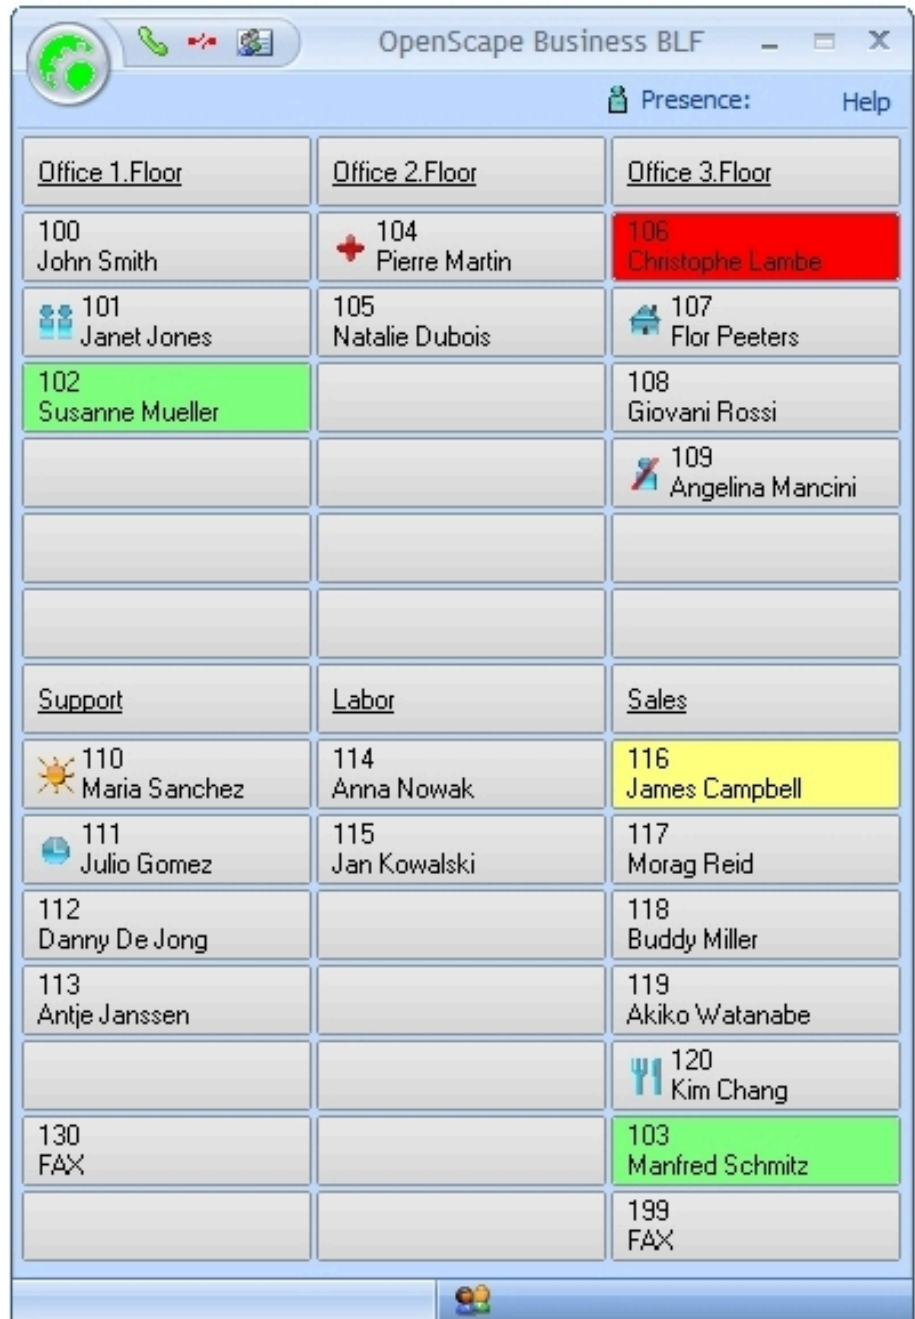 OpenScape Business BLF
Presence:
Help
Office 1.Floor
Office 2.Floor
Office 3.Floor
100
John Smith
104
Pierre Martin
106
Christophe Lambe
101
Janet Jones
105
Natalie Dubois
107
Flor Peeters
102
Susanne Mueller
108
Giovani Rossi
109
Angelina Mancini
Support
Labor
Sales
110
Maria Sanchez
114
Anna Nowak
116
James Campbell
111
Julio Gomez
115
Jan Kowalski
117
Morag Reid
112
Danny De Jong
118
Buddy Miller
113
Antje Janssen
119
Akiko Watanabe
120
Kim Chang
130
FAX
103
Manfred Schmitz
199
FAX